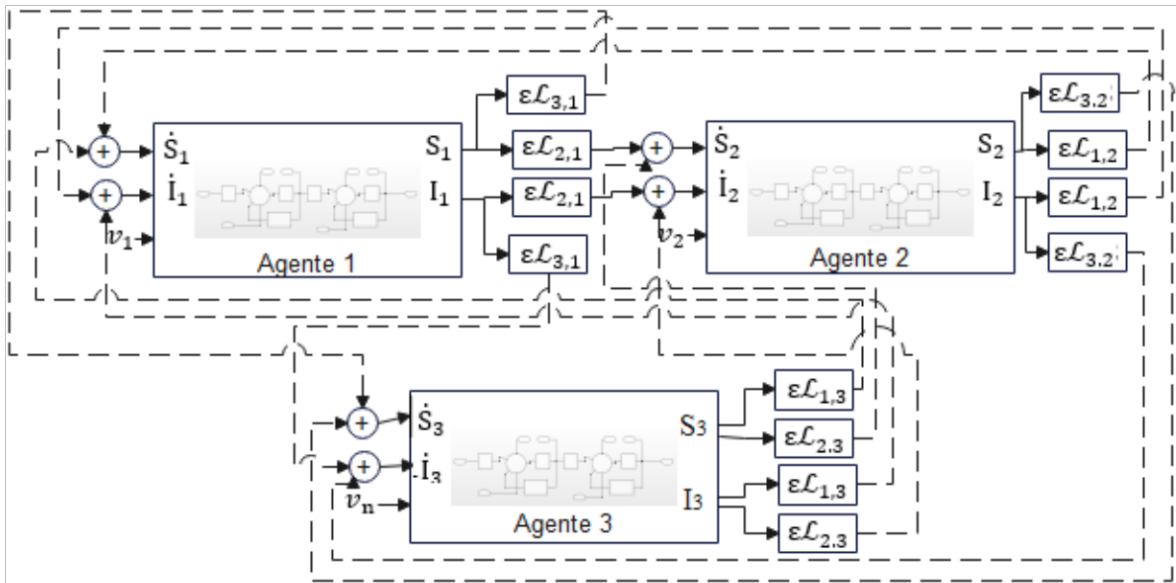 εℒ3,1
εℒ3.2
+
Ṡ1
S1
εℒ2,1
+
Ṡ2
S2
εℒ1,2
+
İ1
I1
εℒ2,1
+
İ2
I2
εℒ1,2
v1
εℒ3,1
v2
εℒ3.2
Agente 1
Agente 2
εℒ1,3
+
Ṡ3
S3
εℒ2.3
+
İ3
I3
εℒ1,3
vn
εℒ2.3
Agente 3